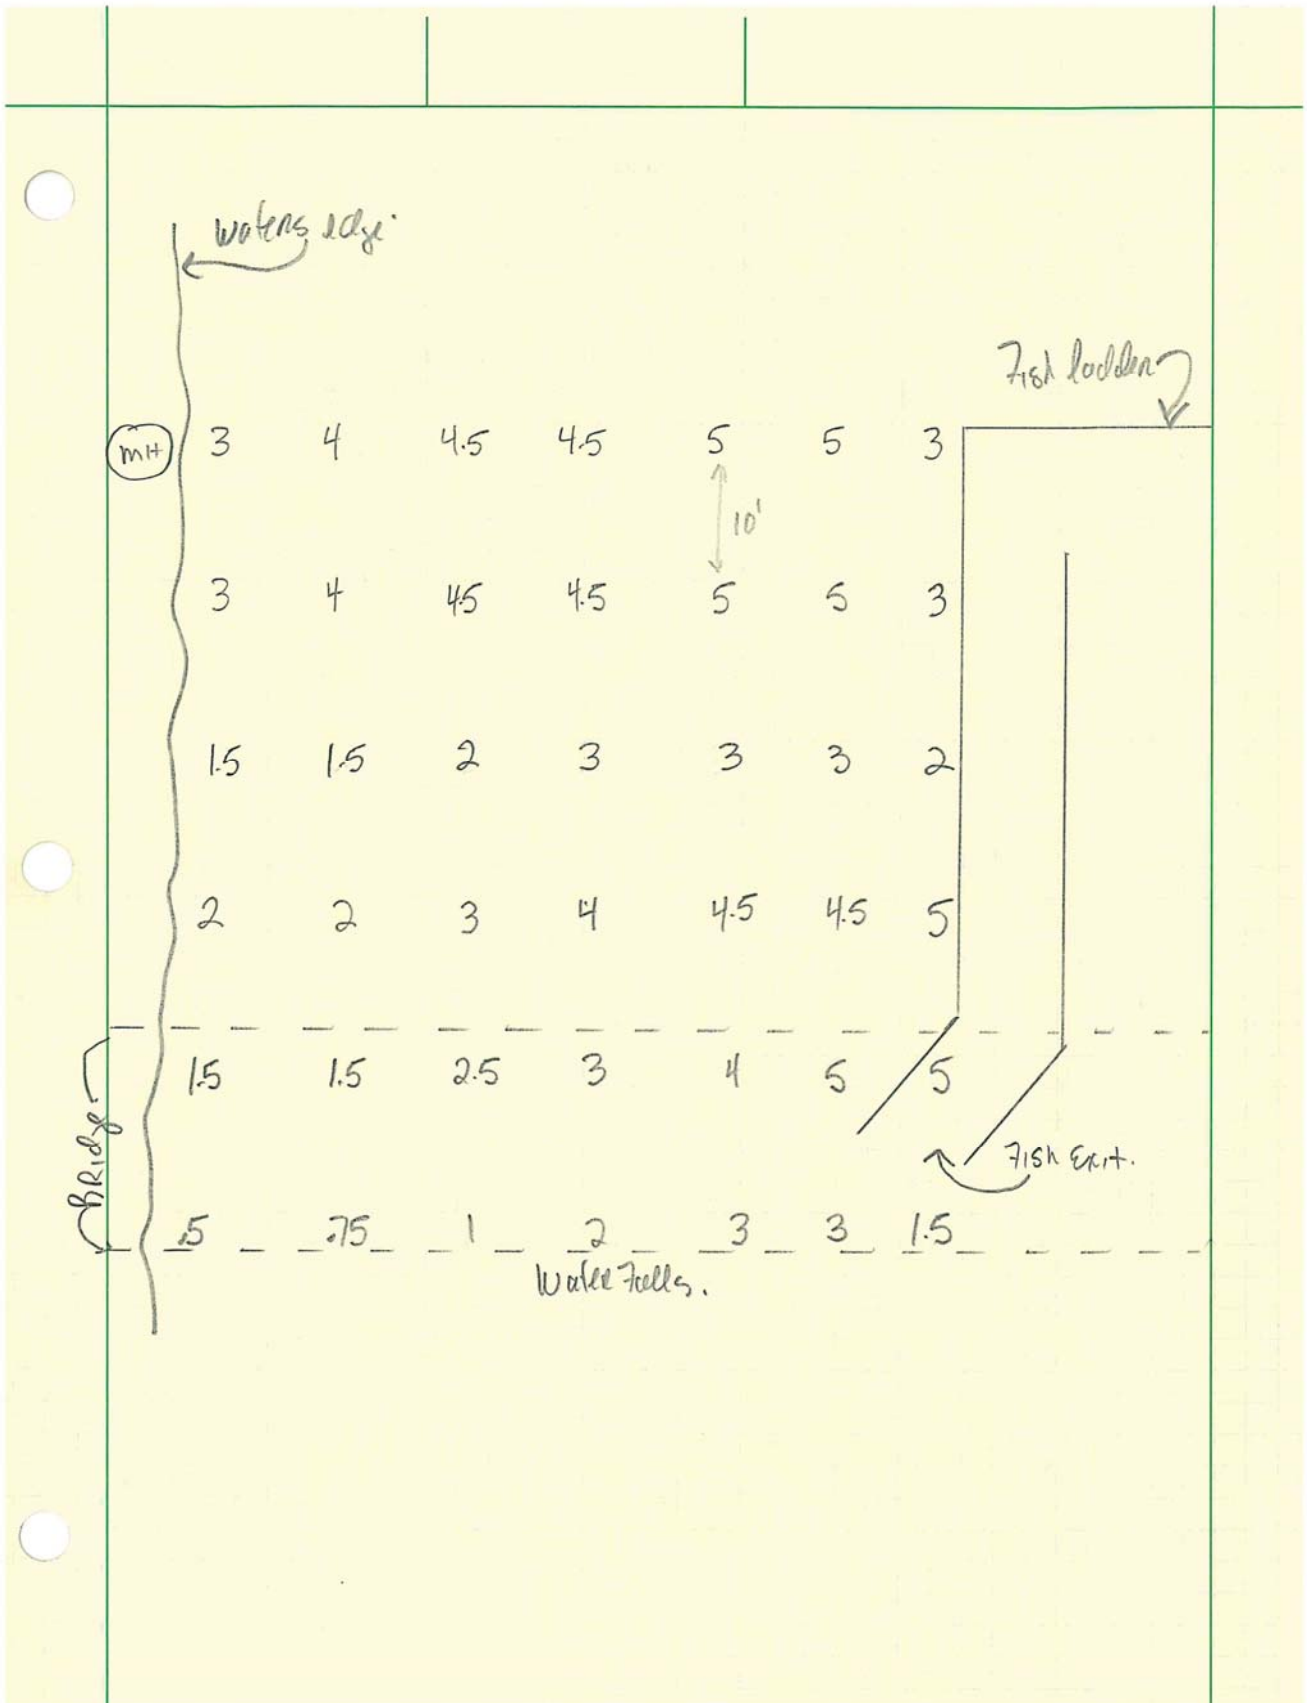 waters edge.
Fish ladder
MH 3 4 4.5 4.5 5 5 3
10'
3 4 4.5 4.5 5 5 3
1.5 1.5 2 3 3 3 2
2 2 3 4 4.5 4.5 5
1.5 1.5 2.5 3 4 5 5
BRidge
Fish Exit.
.5 .75 1 2 3 3 1.5
Water Falls.